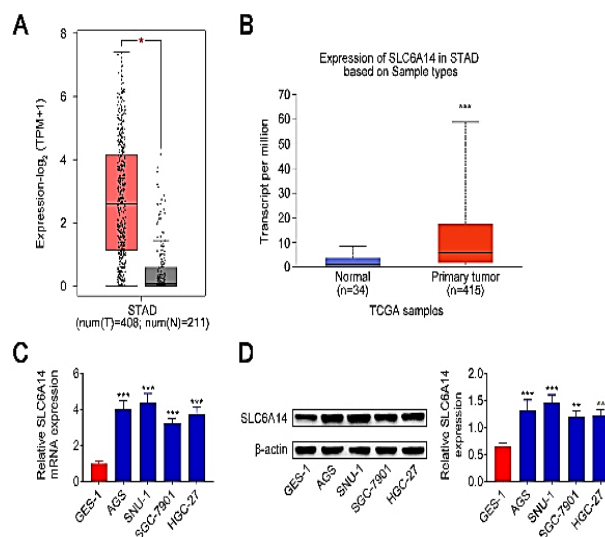 A
Expression-log2 (TPM+1)
8
6
4
2
0
*
STAD
(num(T)=408; num(N)=211)
B
Expression of SLC6A14 in STAD
based on Sample types
Transcript per million
70
60
50
40
30
20
10
0
***
Normal
(n=34)
Primary tumor
(n=415)
TCGA samples
C
Relative SLC6A14
mRNA expression
6
4
2
0
***
***
***
***
GES-1
AGS
SNU-1
SGC-7901
HGC-27
D
SLC6A14
β-actin
GES-1
AGS
SNU-1
SGC-7901
HGC-27
Relative SLC6A14
expression
2.0
1.5
1.0
0.5
0.0
***
***
**
**
GES-1
AGS
SNU-1
SGC-7901
HGC-27